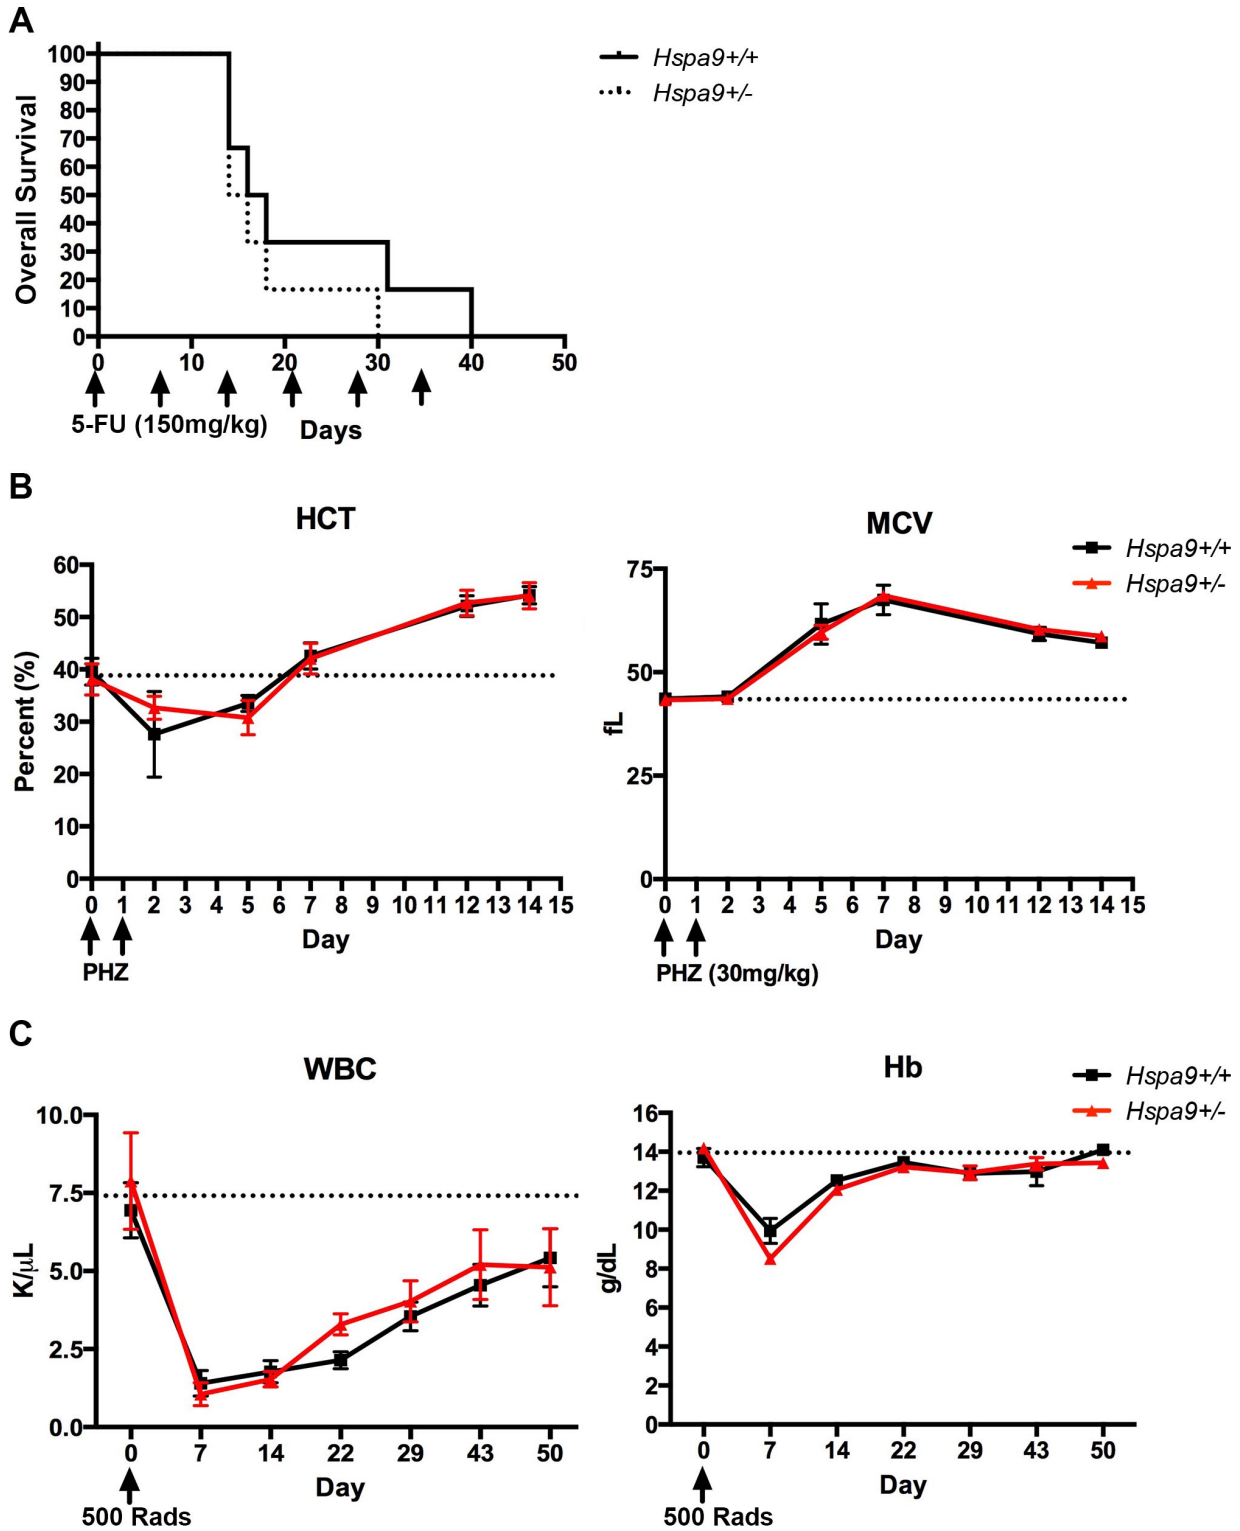 A
Overall Survival
100
90
80
70
60
50
40
30
20
10
0
0 10 20 30 40 50
5-FU (150mg/kg) Days
Hspa9+/+
Hspa9+/-
B
HCT
Percent (%)
60
50
40
30
20
10
0
0 1 2 3 4 5 6 7 8 9 10 11 12 13 14 15
Day
PHZ
MCV
Hspa9+/+
Hspa9+/-
fL
75
50
25
0
0 1 2 3 4 5 6 7 8 9 10 11 12 13 14 15
Day
PHZ (30mg/kg)
C
WBC
K/μL
10.0
7.5
5.0
2.5
0.0
0 7 14 22 29 43 50
Day
500 Rads
Hb
Hspa9+/+
Hspa9+/-
g/dL
16
14
12
10
8
6
4
2
0
0 7 14 22 29 43 50
Day
500 Rads